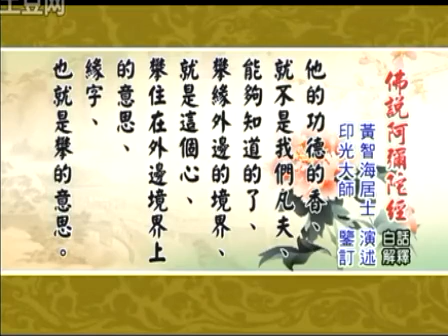 土豆网
佛說阿彌陀經
白話解釋
黃智海居士 演述
印光大師 鑒訂
他的功德的香、
就不是我們凡夫、
能夠知道的了、
攀緣外邊的境界、
就是這個心、
攀住在外邊境界上
的意思、
緣字、
也就是攀的意思。